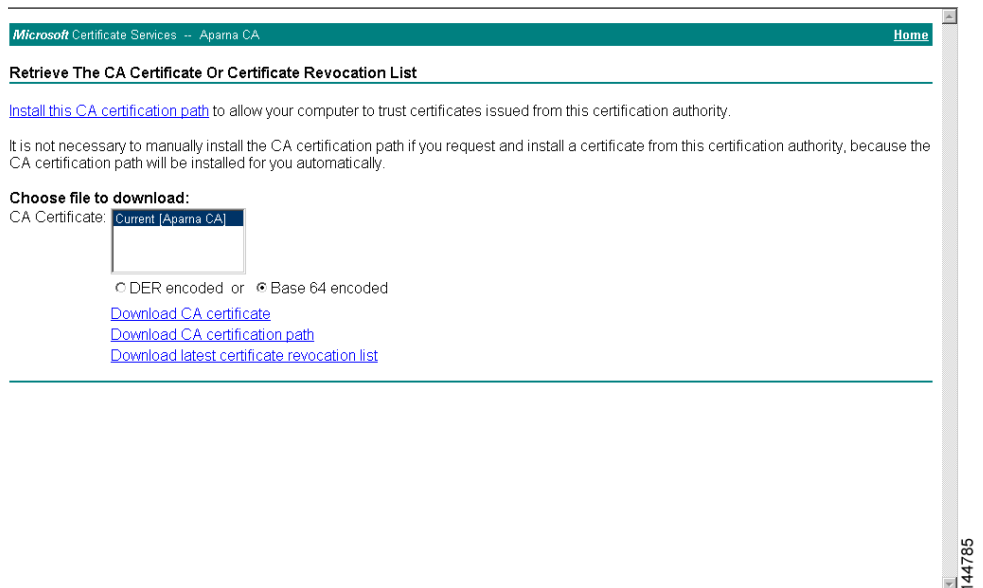 Microsoft Certificate Services -- Aparna CA Home
Retrieve The CA Certificate Or Certificate Revocation List
Install this CA certification path to allow your computer to trust certificates issued from this certification authority.
It is not necessary to manually install the CA certification path if you request and install a certificate from this certification authority, because the
CA certification path will be installed for you automatically.
Choose file to download:
CA Certificate: Current [Aparna CA]
DER encoded or Base 64 encoded
Download CA certificate
Download CA certification path
Download latest certificate revocation list
144785